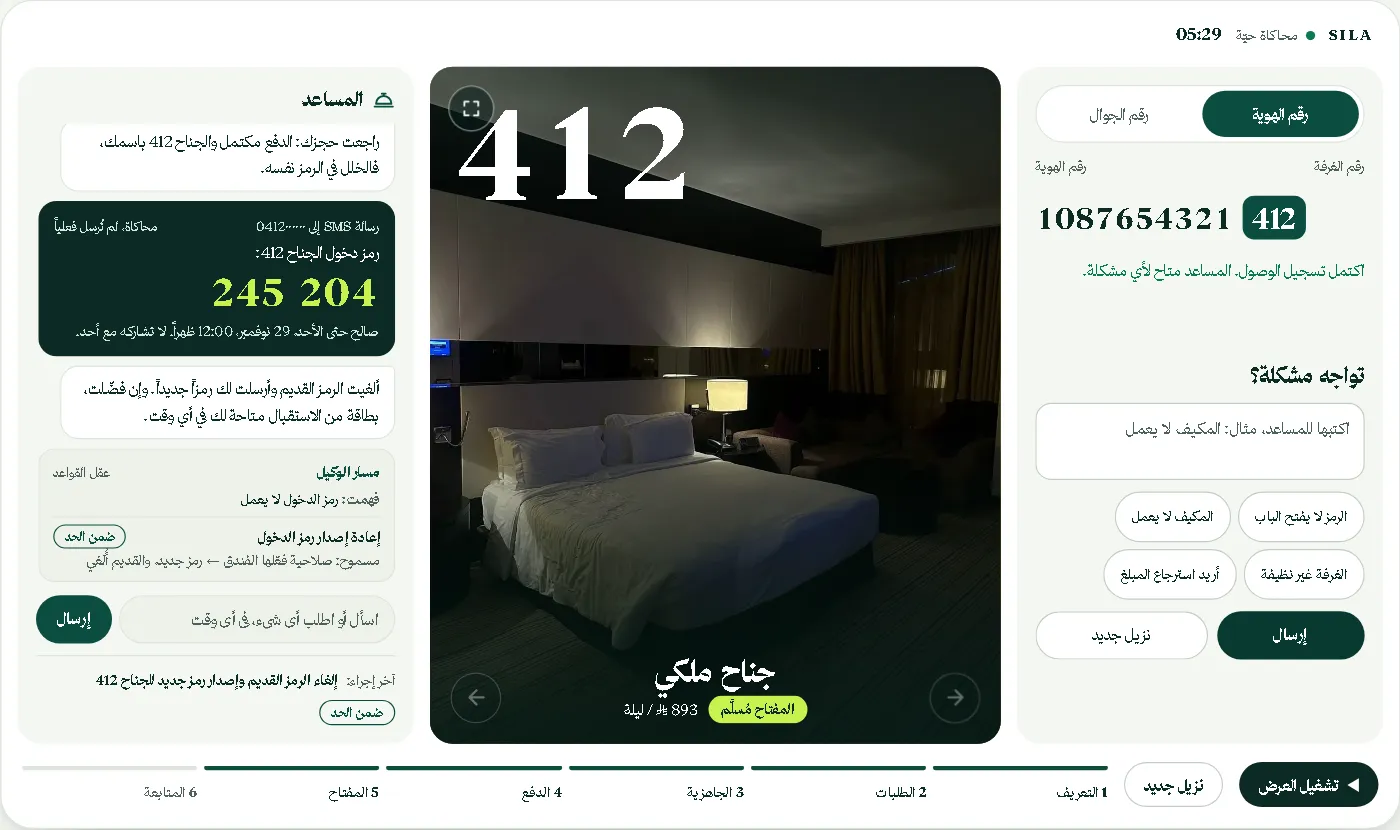 SILA محاكاة حيّة 05:29
رقم الهوية
رقم الجوال
رقم الغرفة
رقم الهوية
412
1087654321
اكتمل تسجيل الوصول. المساعد متاح لأي مشكلة.
تواجه مشكلة؟
اكتبها للمساعد، مثال: المكيف لا يعمل
الرمز لا يفتح الباب
المكيف لا يعمل
الغرفة غير نظيفة
أريد استرجاع المبلغ
إرسال
نزيل جديد
412
جناح ملكي
المفتاح مُسلَّم
893 ⃁ / ليلة
المساعد
راجعت حجزك: الدفع مكتمل والجناح 412 باسمك،
فالخلل في الرمز نفسه.
رسالة SMS إلى ·····0412
محاكاة، لم تُرسل فعلياً
رمز دخول الجناح 412:
245 204
صالح حتى الأحد، 29 نوفمبر، 12:00 ظهراً. لا تشاركه مع أحد.
ألغيت الرمز القديم وأرسلت لك رمزاً جديداً. وإن فضّلت،
بطاقة من الاستقبال متاحة لك في أي وقت.
مسار الوكيل
عقل القواعد
فهمت: رمز الدخول لا يعمل
إعادة إصدار رمز الدخول
ضمن الحد
مسموح: صلاحية فعّلها الفندق ← رمز جديد، والقديم أُلغي
اسأل أو اطلب أي شيء، في أي وقت
إرسال
آخر إجراء: إلغاء الرمز القديم وإصدار رمز جديد للجناح 412
ضمن الحد
تشغيل العرض
نزيل جديد
1 التعريف
2 الطلبات
3 الجاهزية
4 الدفع
5 المفتاح
6 المتابعة